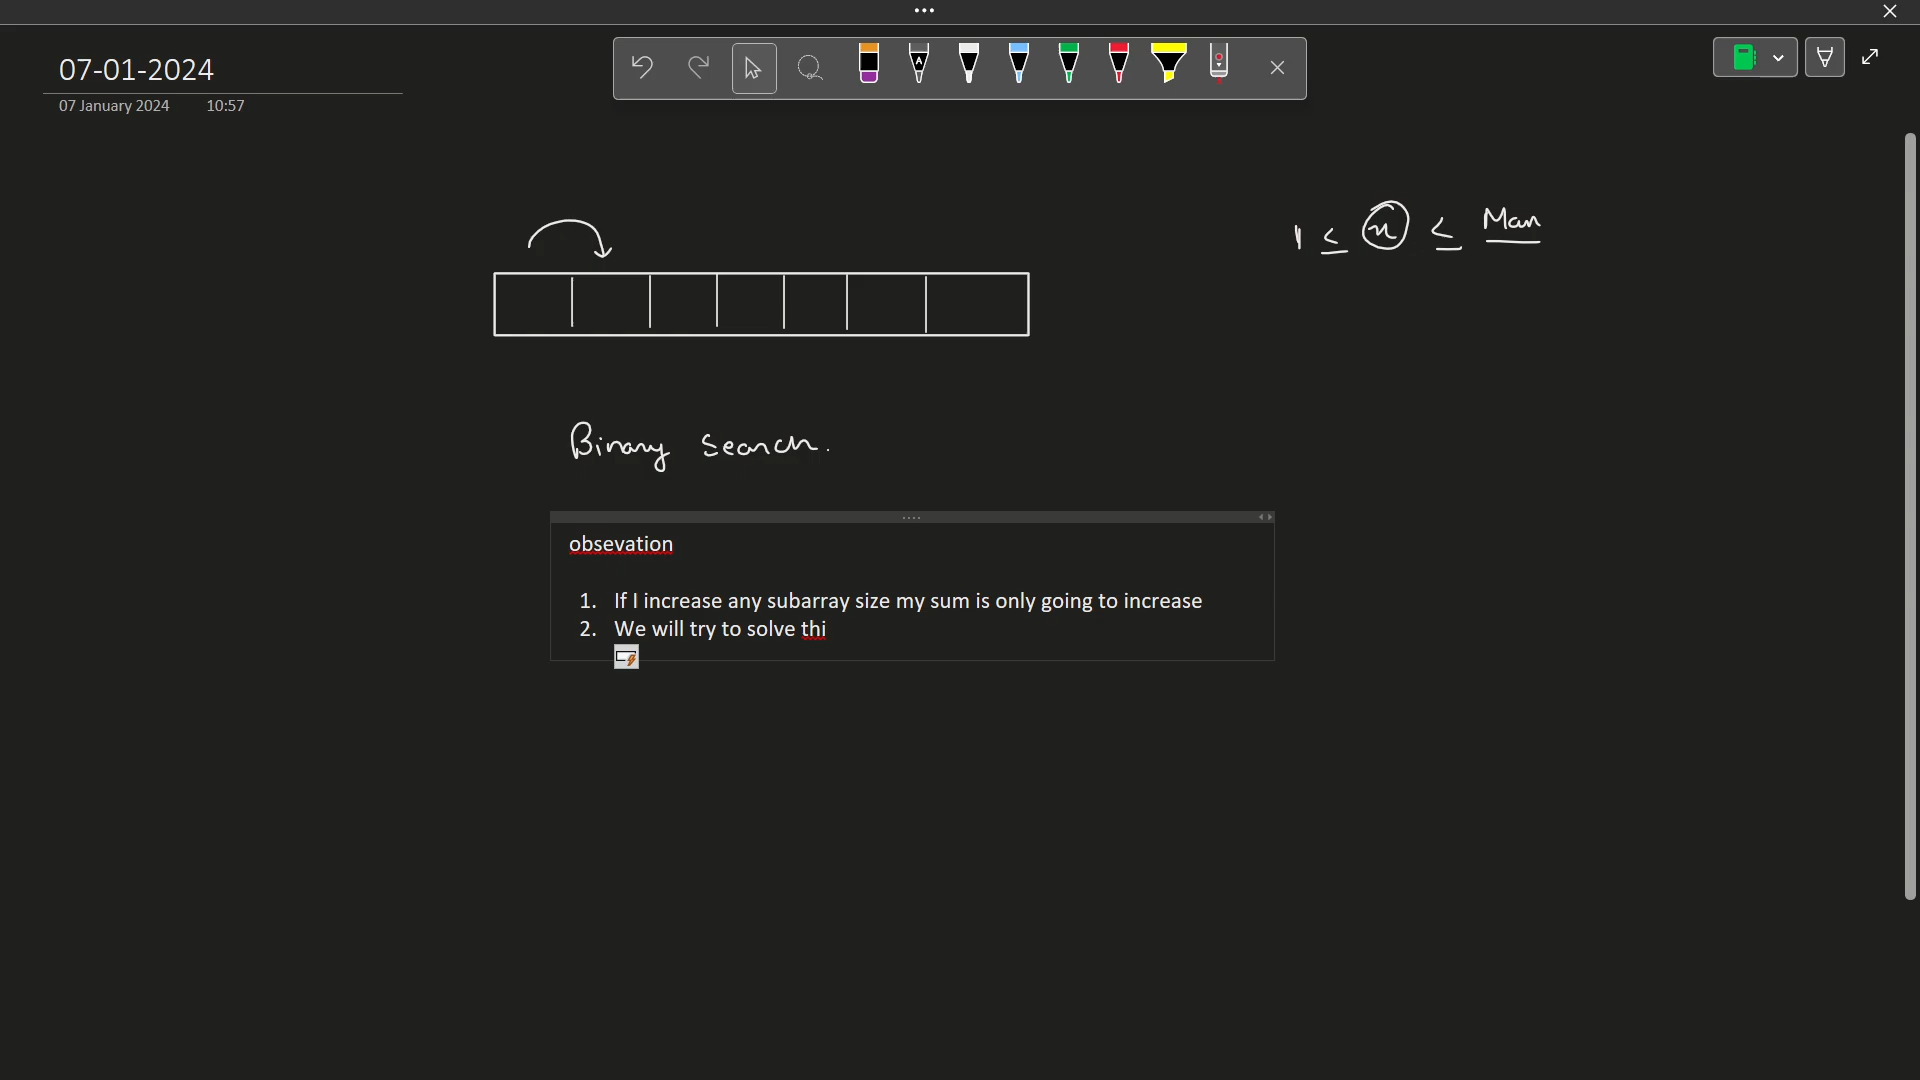 07-01-2024
07 January 2024 10:57
1 ≤ n ≤ Man
Binary Search.
obsevation
1. If I increase any subarray size my sum is only going to increase
2. We will try to solve thi